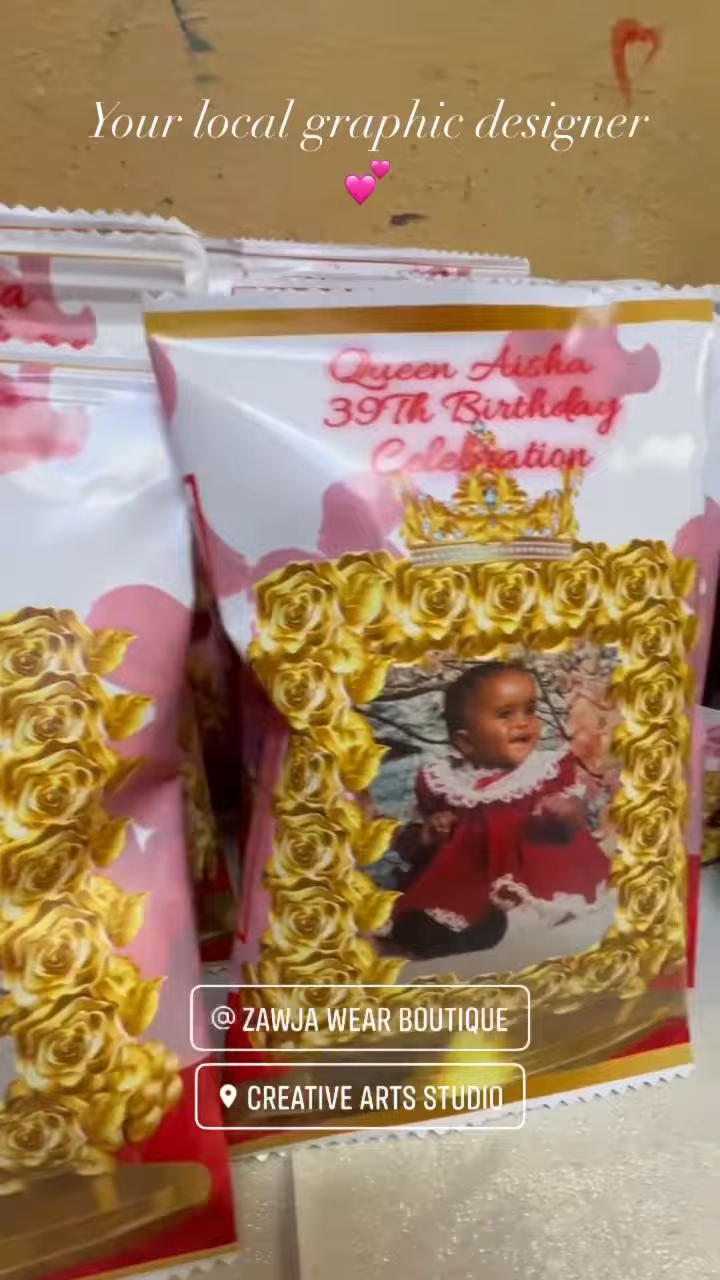 Your local graphic designer
a
Queen Aisha
39Th Birthday
Celebration
@ ZAWJA WEAR BOUTIQUE
CREATIVE ARTS STUDIO